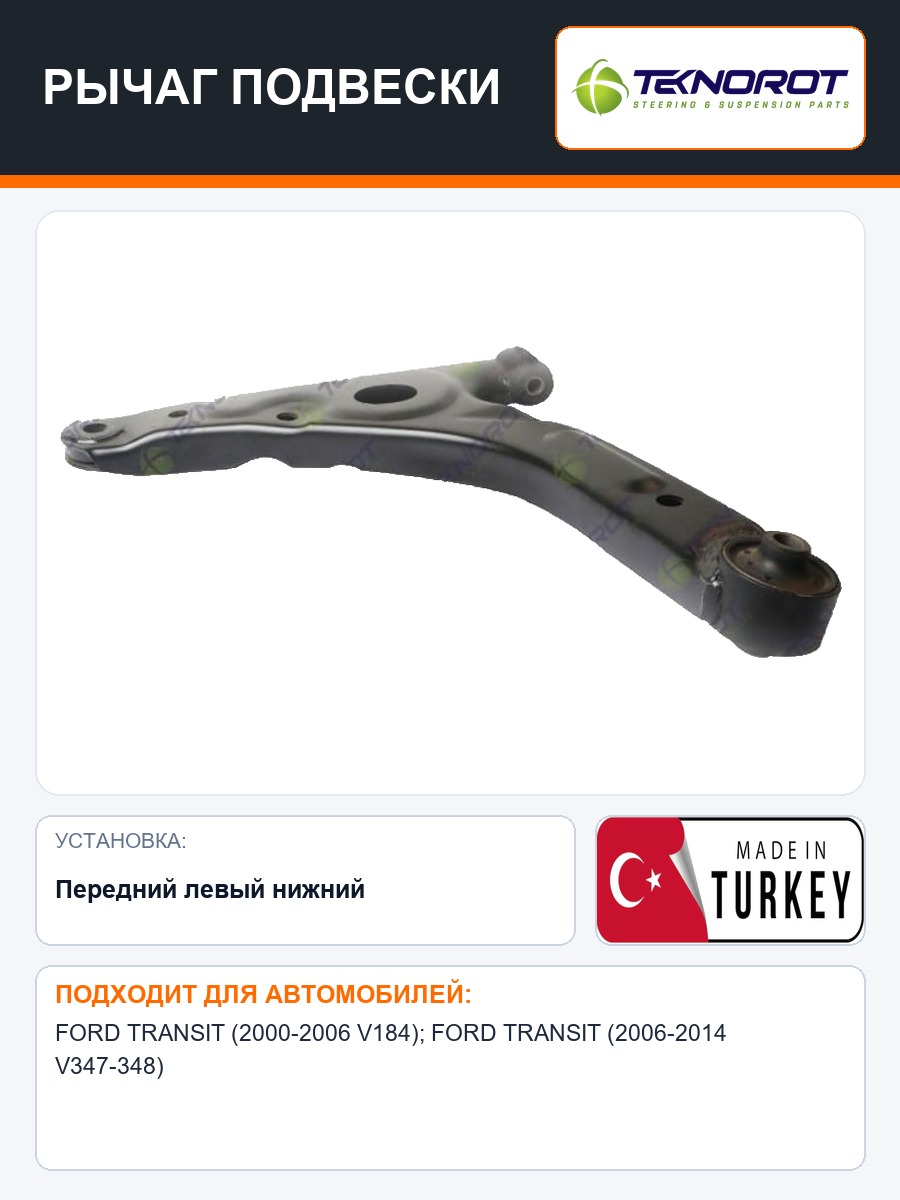 РЫЧАГ ПОДВЕСКИ
TEKNOROT
STEERING & SUSPENSION PARTS
TEKNOROT
УСТАНОВКА:
Передний левый нижний
MADE IN
TURKEY
ПОДХОДИТ ДЛЯ АВТОМОБИЛЕЙ:
FORD TRANSIT (2000-2006 V184); FORD TRANSIT (2006-2014
V347-348)